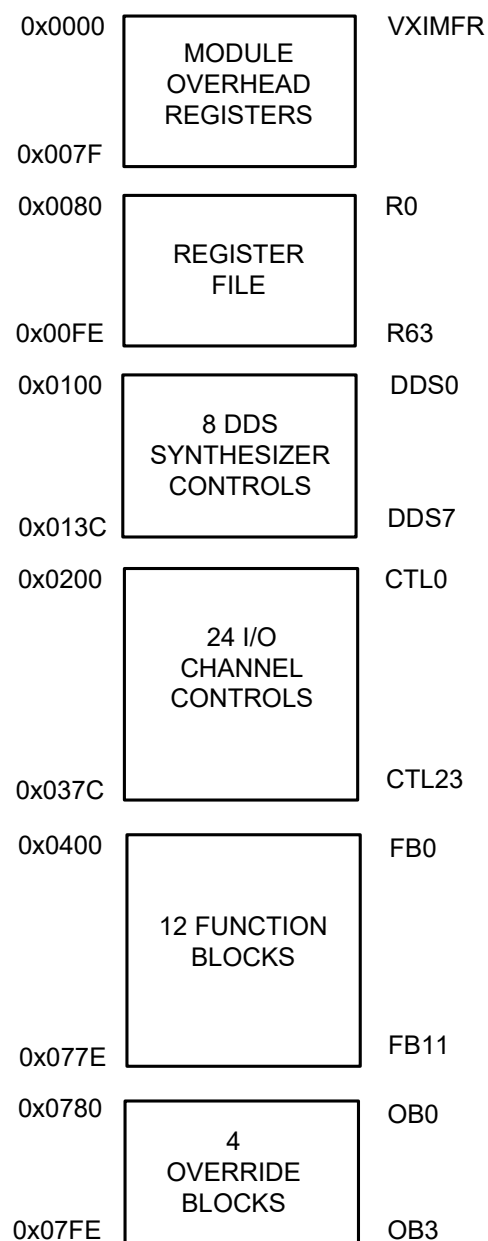 0x0000
MODULE
OVERHEAD
REGISTERS
VXIMFR
0x007F
0x0080
REGISTER
FILE
R0
0x00FE
R63
0x0100
8 DDS
SYNTHESIZER
CONTROLS
DDS0
0x013C
DDS7
0x0200
24 I/O
CHANNEL
CONTROLS
CTL0
0x037C
CTL23
0x0400
12 FUNCTION
BLOCKS
FB0
0x077E
FB11
0x0780
4
OVERRIDE
BLOCKS
OB0
0x07FE
OB3